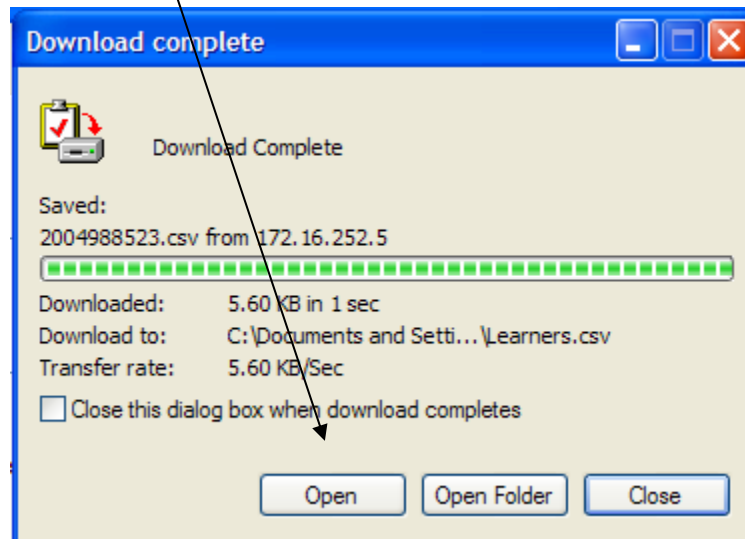 Download complete
Download Complete
Saved:
2004988523.csv from 172.16.252.5
Downloaded: 5.60 KB in 1 sec
Download to: C:\Documents and Setti...\Learners.csv
Transfer rate: 5.60 KB/Sec
Close this dialog box when download completes
Open Open Folder Close